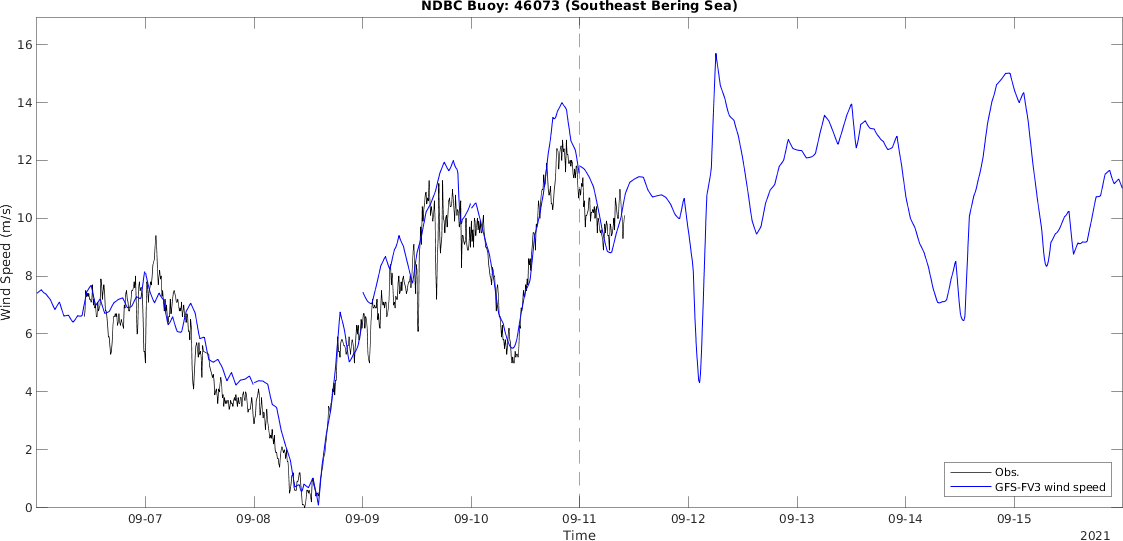 NDBC Buoy: 46073 (Southeast Bering Sea)
16
14
12
10
8
6
4
2
0
Wind Speed (m/s)
Obs.
GFS-FV3 wind speed
09-07 09-08 09-09 09-10 09-11 09-12 09-13 09-14 09-15
Time
2021